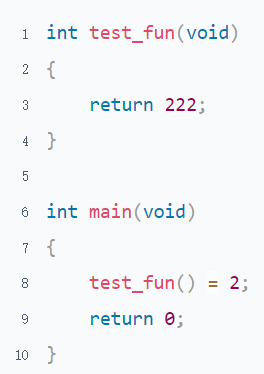 1 int test_fun(void)
2 {
3     return 222;
4 }
5
6 int main(void)
7 {
8     test_fun() = 2;
9     return 0;
10 }